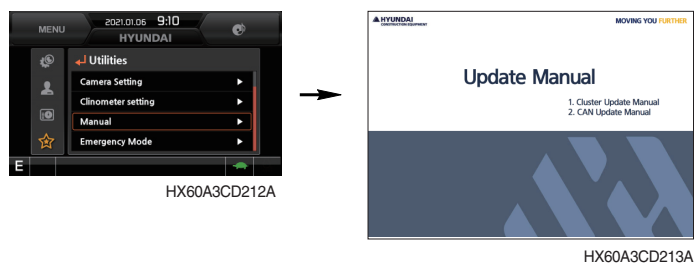 MENU
2021.01.06 9:10
HYUNDAI
Utilities
Camera Setting
Clinometer setting
Manual
Emergency Mode
E
HX60A3CD212A
HYUNDAI
CONSTRUCTION EQUIPMENT
MOVING YOU FURTHER
Update Manual
1. Cluster Update Manual
2. CAN Update Manual
HX60A3CD213A